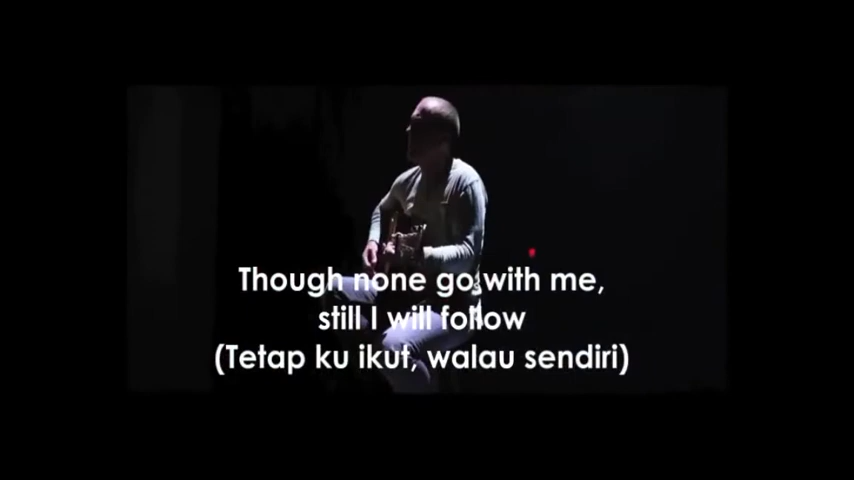 Though none go with me,
still I will follow
(Tetap ku ikut, walau sendiri)